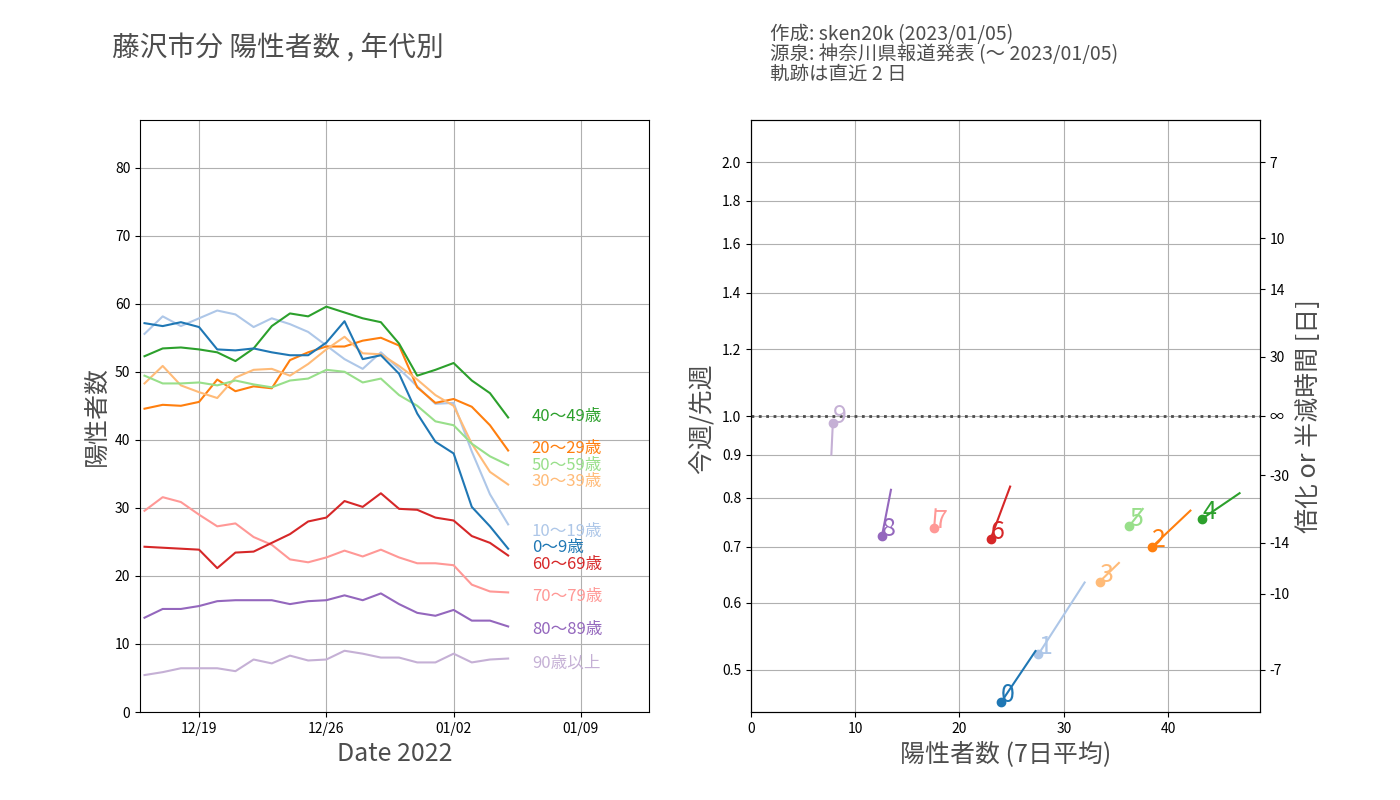 藤沢市分 陽性者数 , 年代別
作成: sken20k (2023/01/05)
源泉: 神奈川県報道発表 (～ 2023/01/05)
軌跡は直近 2 日
陽性者数
80
70
60
50
40
30
20
10
0
12/19
12/26
01/02
01/09
Date 2022
40～49歳
20～29歳
50～59歳
30～39歳
10～19歳
0～9歳
60～69歳
70～79歳
80～89歳
90歳以上
今週/先週
2.0
1.8
1.6
1.4
1.2
1.0
0.9
0.8
0.7
0.6
0.5
0
10
20
30
40
陽性者数 (7日平均)
9
8
7
6
5
4
2
3
1
0
7
10
14
30
∞
-30
-14
-10
-7
倍化 or 半減時間 [日]